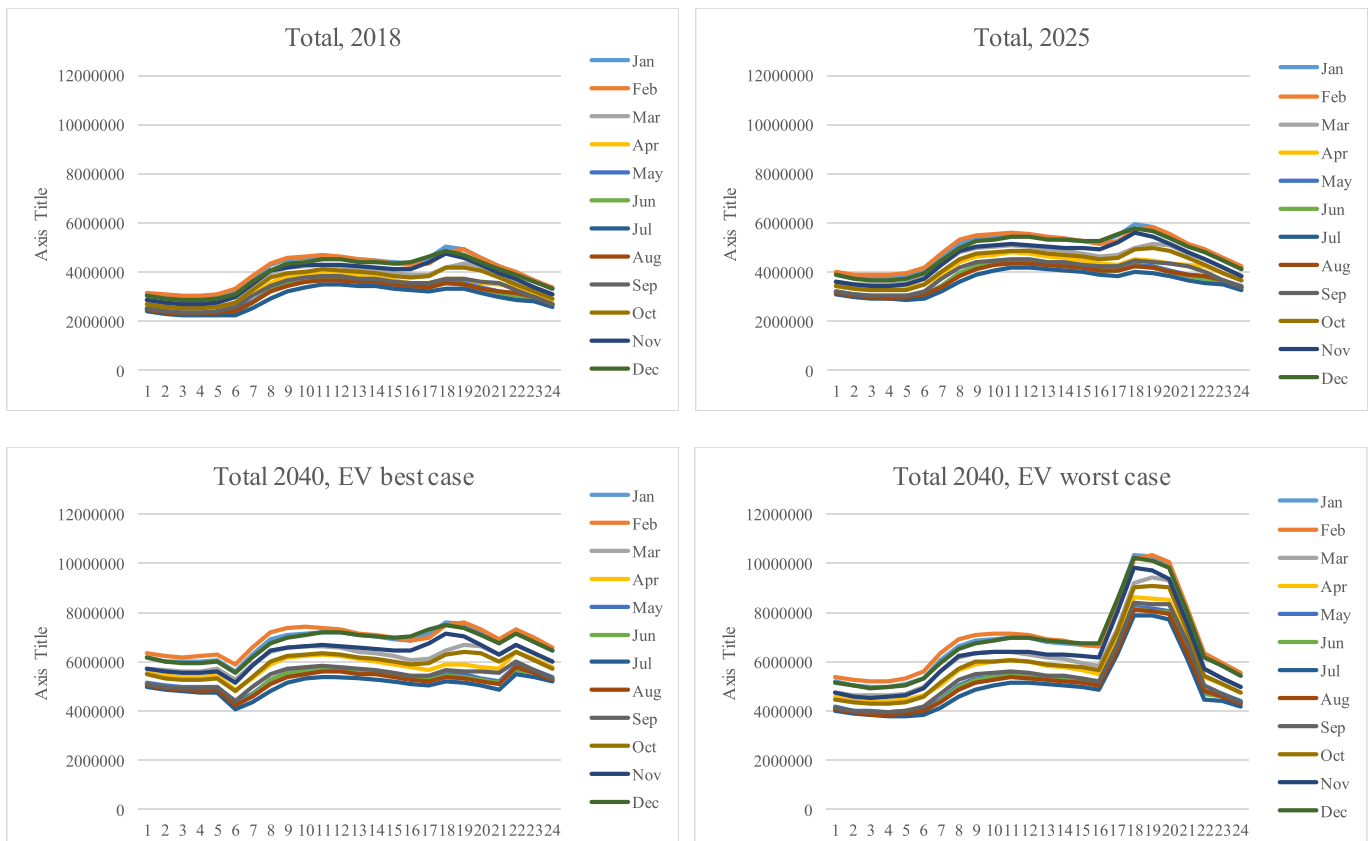 Total, 2018
12000000
10000000
8000000
6000000
4000000
2000000
0
Axis Title
1 2 3 4 5 6 7 8 9 10 11 12 13 14 15 16 17 18 19 20 21 22 23 24
Jan
Feb
Mar
Apr
May
Jun
Jul
Aug
Sep
Oct
Nov
Dec
Total, 2025
12000000
10000000
8000000
6000000
4000000
2000000
0
Axis Title
1 2 3 4 5 6 7 8 9 10 11 12 13 14 15 16 17 18 19 20 21 22 23 24
Jan
Feb
Mar
Apr
May
Jun
Jul
Aug
Sep
Oct
Nov
Dec
Total 2040, EV best case
12000000
10000000
8000000
6000000
4000000
2000000
0
Axis Title
1 2 3 4 5 6 7 8 9 10 11 12 13 14 15 16 17 18 19 20 21 22 23 24
Jan
Feb
Mar
Apr
May
Jun
Jul
Aug
Sep
Oct
Nov
Dec
Total 2040, EV worst case
12000000
10000000
8000000
6000000
4000000
2000000
0
Axis Title
1 2 3 4 5 6 7 8 9 10 11 12 13 14 15 16 17 18 19 20 21 22 23 24
Jan
Feb
Mar
Apr
May
Jun
Jul
Aug
Sep
Oct
Nov
Dec